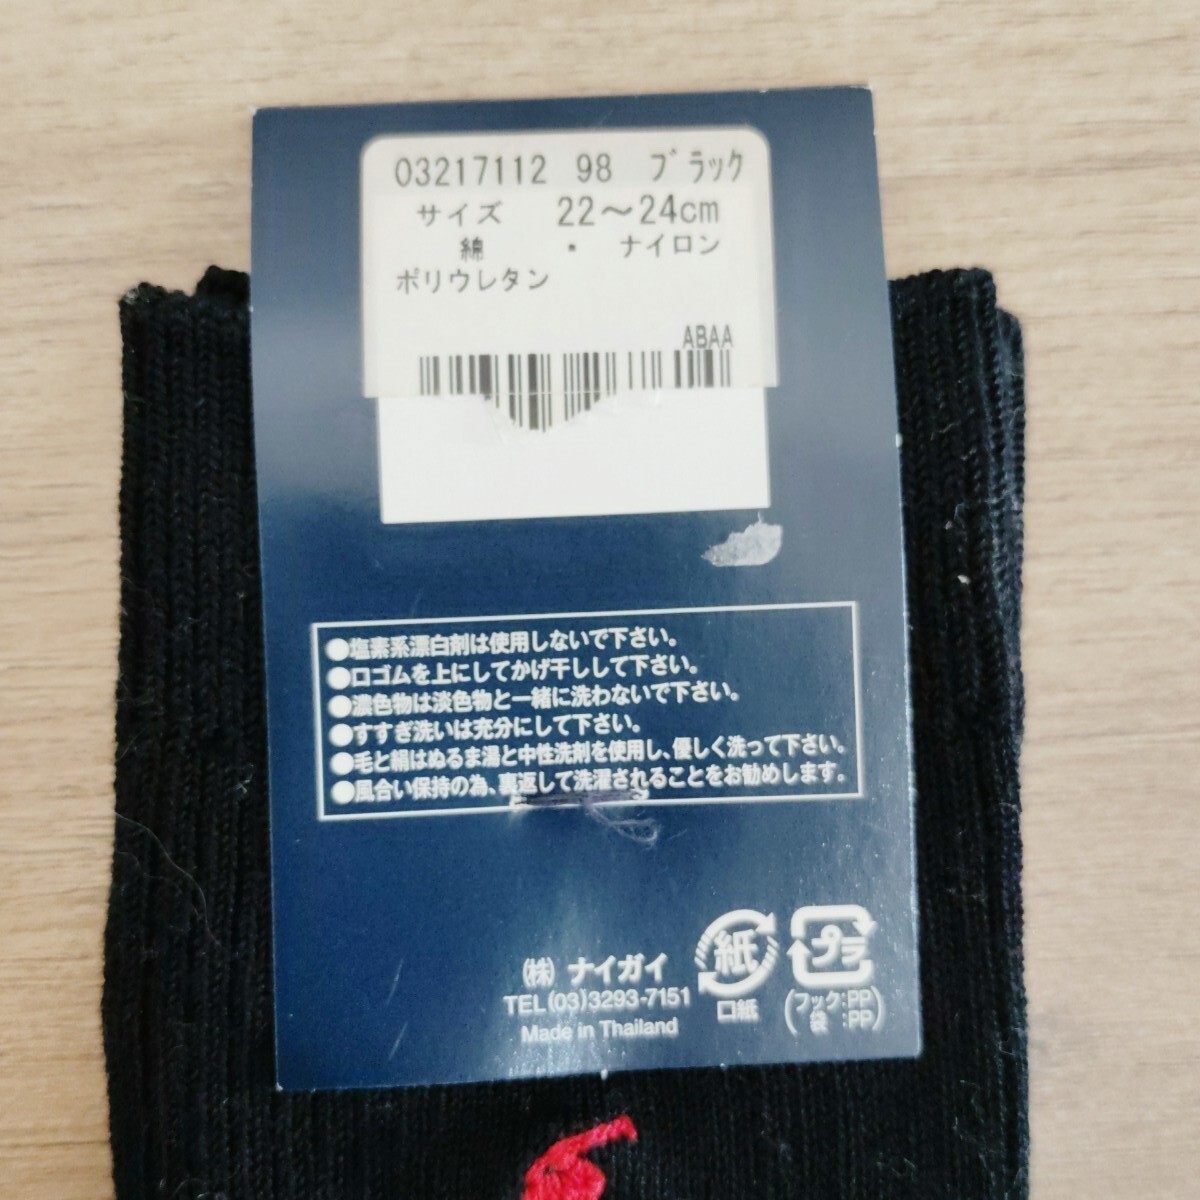 03217112 98 ブラック
サイズ 22～24cm
綿 ・ ナイロン
ポリウレタン
ABAA
●塩素系漂白剤は使用しないで下さい。
●口ゴムを上にしてかげ干しして下さい。
●濃色物は淡色物と一緒に洗わないで下さい。
●すすぎ洗いは充分にして下さい。
●毛と絹はぬるま湯と中性洗剤を使用し、優しく洗って下さい。
●風合い保持の為、裏返して洗濯されることをお勧めします。
(株) ナイガイ
TEL(03)3293-7151
Made in Thailand
紙
口紙
プラ
(フック:PP
袋 :PP)